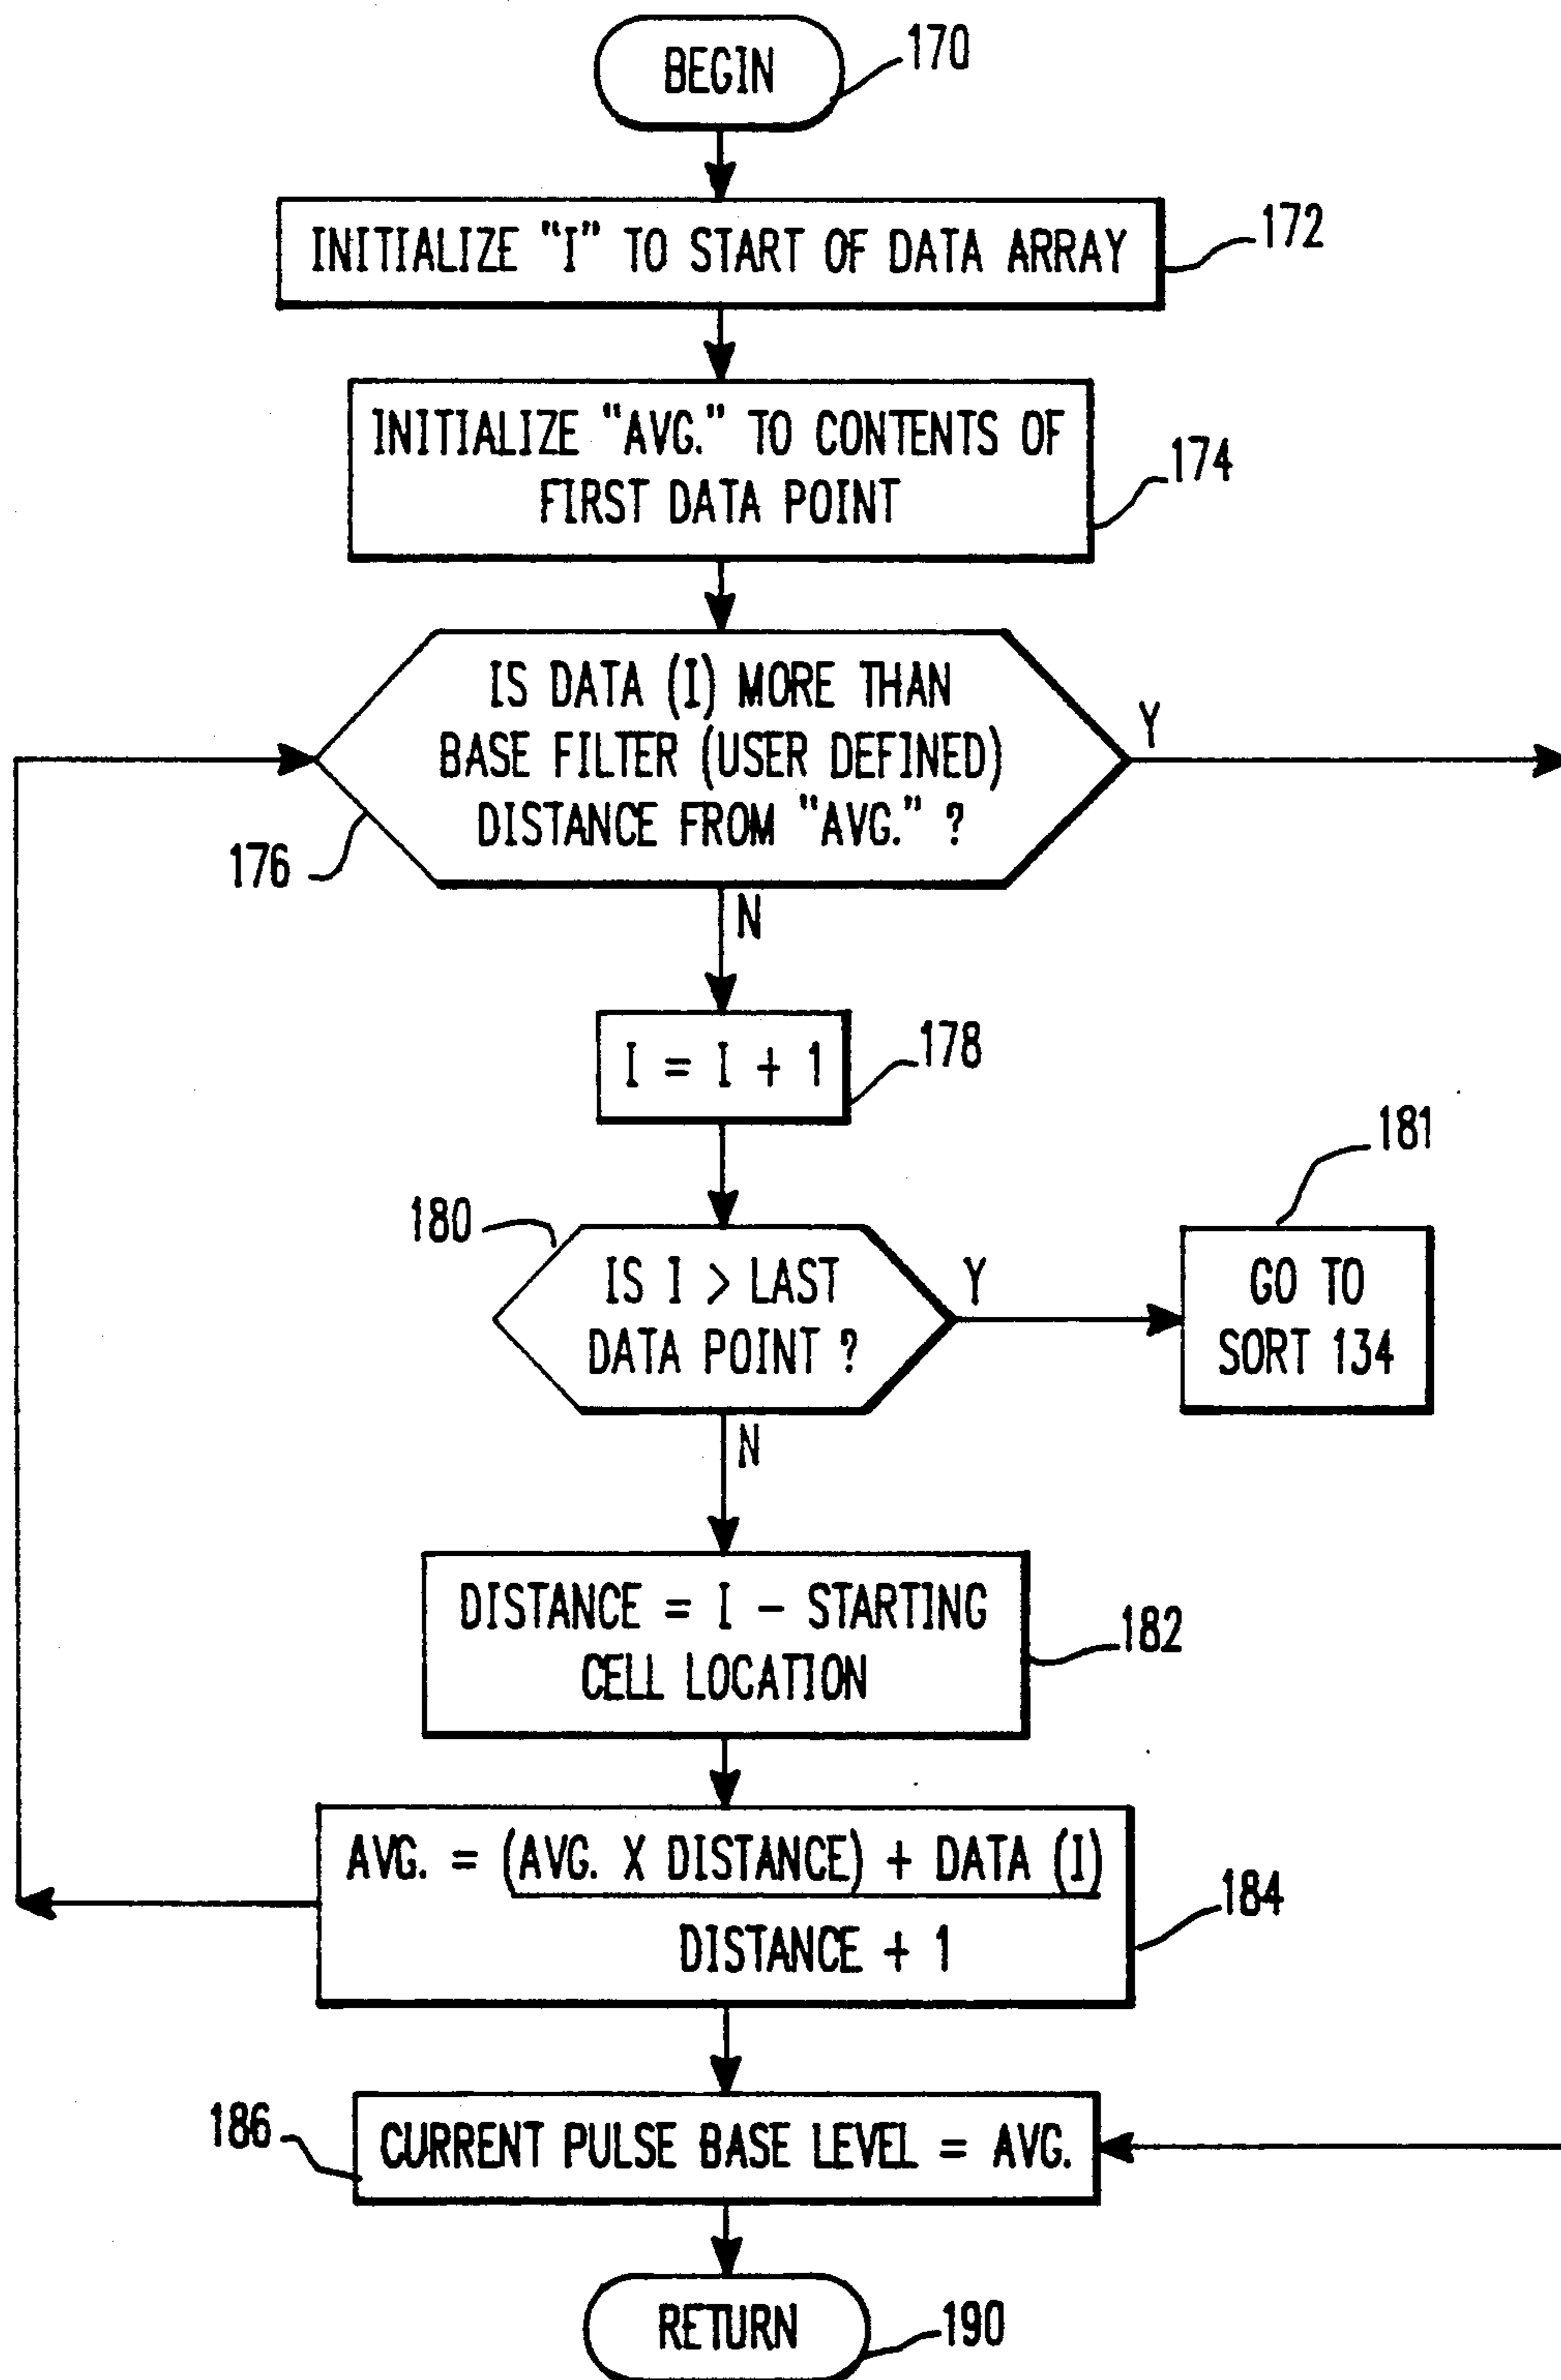 BEGIN
170
INITIALIZE "I" TO START OF DATA ARRAY
172
INITIALIZE "AVG." TO CONTENTS OF
FIRST DATA POINT
174
IS DATA (I) MORE THAN
BASE FILTER (USER DEFINED)
DISTANCE FROM "AVG." ?
Y
176
N
I = I + 1
178
181
180
IS I > LAST
DATA POINT ?
Y
GO TO
SORT 134
N
DISTANCE = I - STARTING
CELL LOCATION
182
AVG. = (AVG. X DISTANCE) + DATA (I)
DISTANCE + 1
184
186
CURRENT PULSE BASE LEVEL = AVG.
RETURN
190